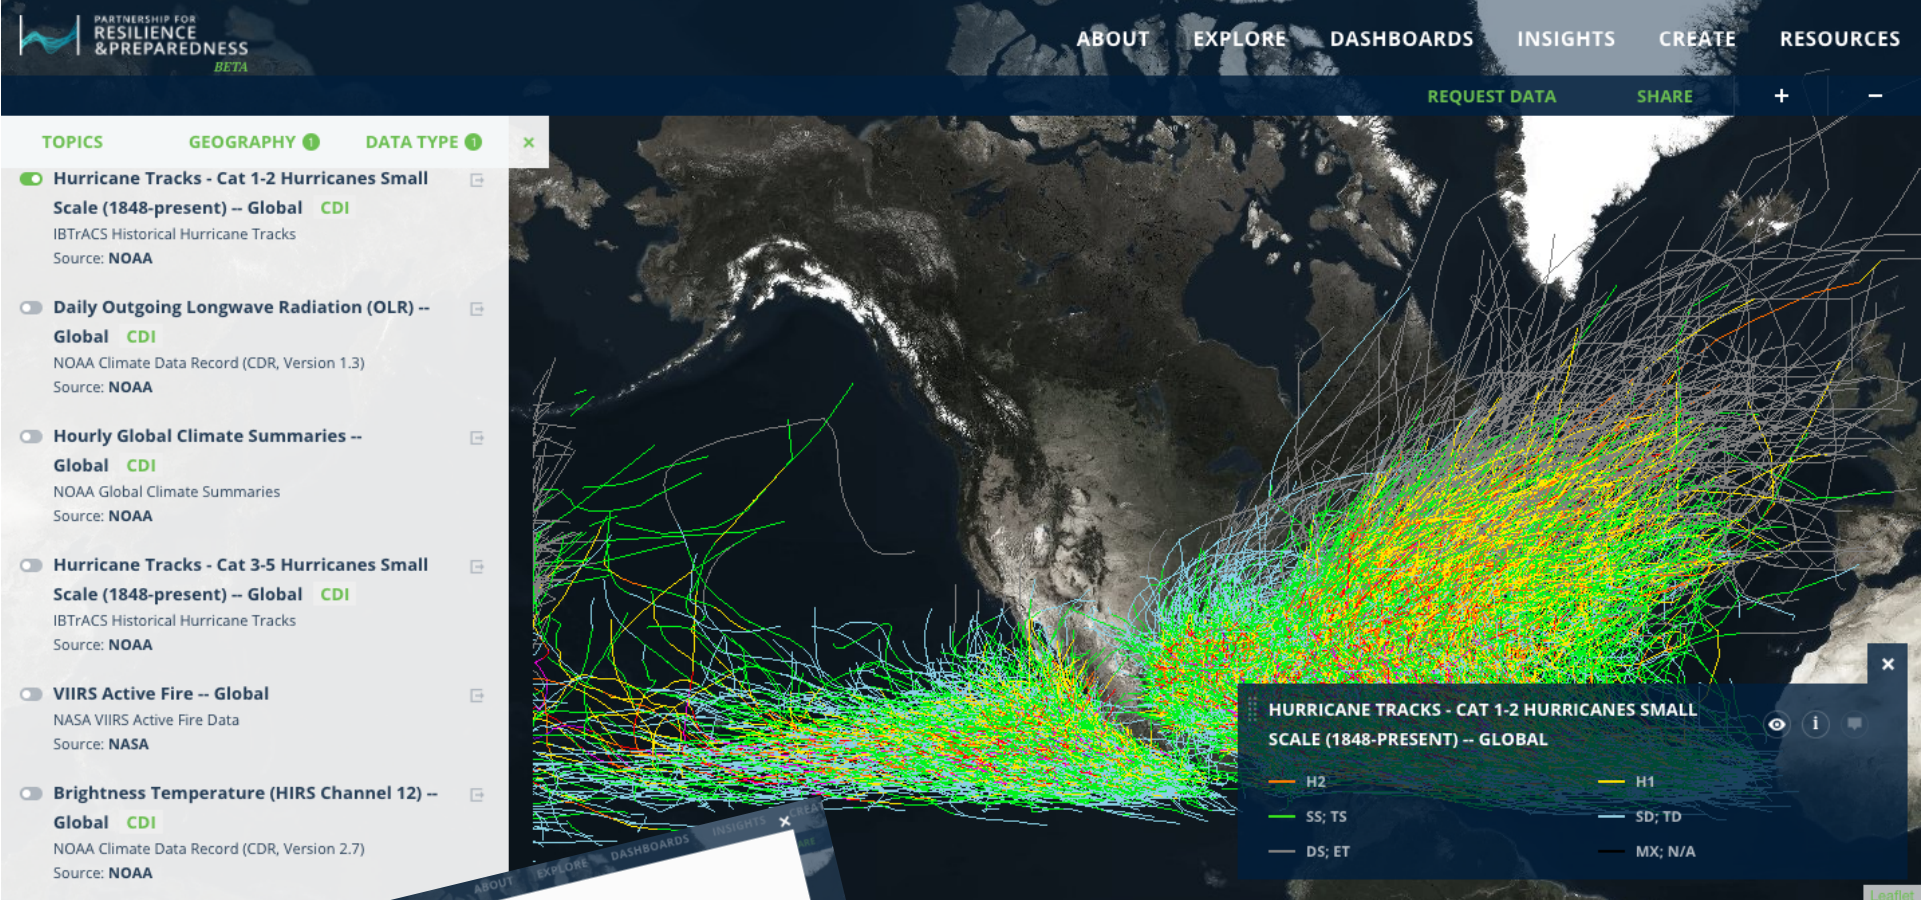 PARTNERSHIP FOR
RESILIENCE
&PREPAREDNESS
BETA
ABOUT EXPLORE DASHBOARDS INSIGHTS CREATE RESOURCES
REQUEST DATA SHARE + −
TOPICS GEOGRAPHY 1 DATA TYPE 1 ×
Hurricane Tracks - Cat 1-2 Hurricanes Small
Scale (1848-present) -- Global CDI
IBTrACS Historical Hurricane Tracks
Source: NOAA
Daily Outgoing Longwave Radiation (OLR) --
Global CDI
NOAA Climate Data Record (CDR, Version 1.3)
Source: NOAA
Hourly Global Climate Summaries --
Global CDI
NOAA Global Climate Summaries
Source: NOAA
Hurricane Tracks - Cat 3-5 Hurricanes Small
Scale (1848-present) -- Global CDI
IBTrACS Historical Hurricane Tracks
Source: NOAA
VIIRS Active Fire -- Global
NASA VIIRS Active Fire Data
Source: NASA
Brightness Temperature (HIRS Channel 12) --
Global CDI
NOAA Climate Data Record (CDR, Version 2.7)
Source: NOAA
HURRICANE TRACKS - CAT 1-2 HURRICANES SMALL
SCALE (1848-PRESENT) -- GLOBAL
H2 H1
SS; TS SD; TD
DS; ET MX; N/A
ABOUT EXPLORE DASHBOARDS INSIGHTS
Leaflet